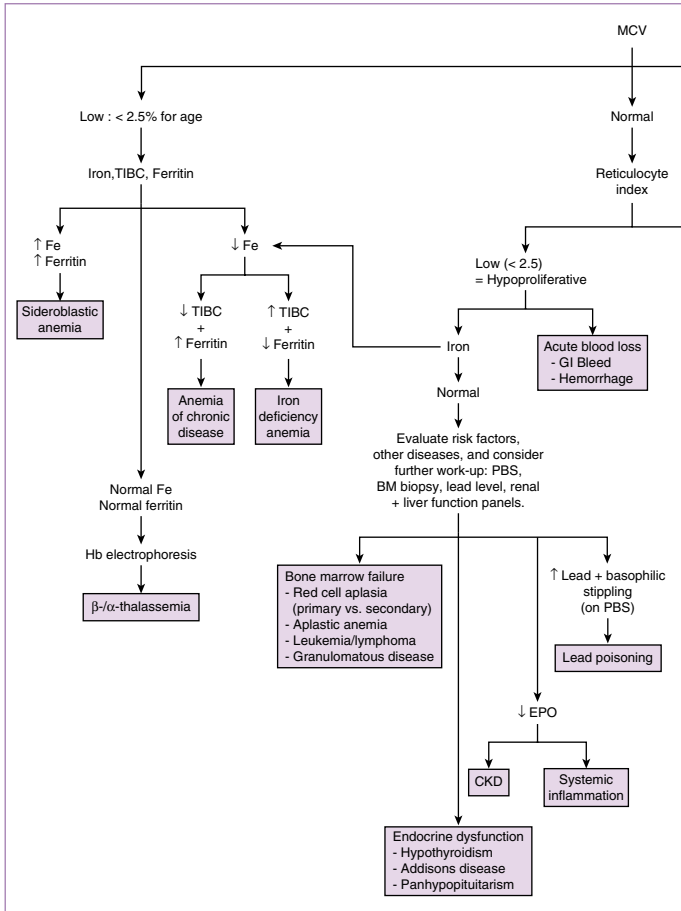 MCV
Low : < 2.5% for age
Normal
Iron,TIBC, Ferritin
Reticulocyte
index
↑ Fe
↑ Ferritin
↓ Fe
Low (< 2.5)
= Hypoproliferative
Sideroblastic
anemia
↓ TIBC
+
↑ Ferritin
↑ TIBC
+
↓ Ferritin
Iron
Acute blood loss
- GI Bleed
- Hemorrhage
Anemia
of chronic
disease
Iron
deficiency
anemia
Normal
Evaluate risk factors,
other diseases, and consider
further work-up: PBS,
BM biopsy, lead level, renal
+ liver function panels.
Normal Fe
Normal ferritin
Hb electrophoresis
β-/α-thalassemia
Bone marrow failure
- Red cell aplasia
(primary vs. secondary)
- Aplastic anemia
- Leukemia/lymphoma
- Granulomatous disease
↑ Lead + basophilic
stippling
(on PBS)
Lead poisoning
↓ EPO
CKD
Systemic
inflammation
Endocrine dysfunction
- Hypothyroidism
- Addisons disease
- Panhypopituitarism